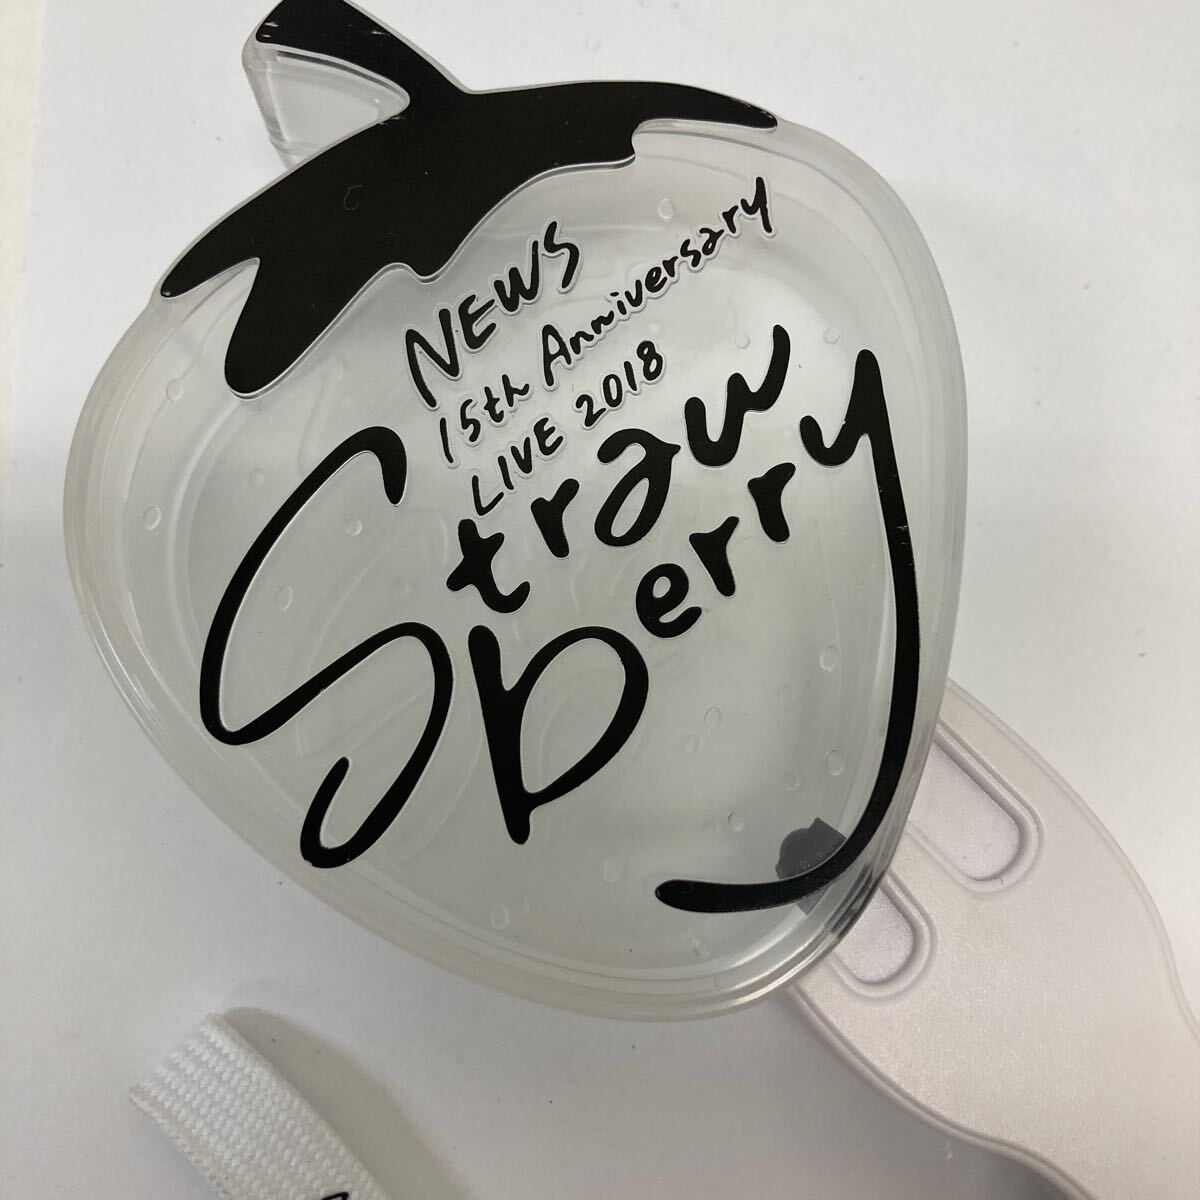 NEWS
15th Anniversary
LIVE 2018
Straw
berry